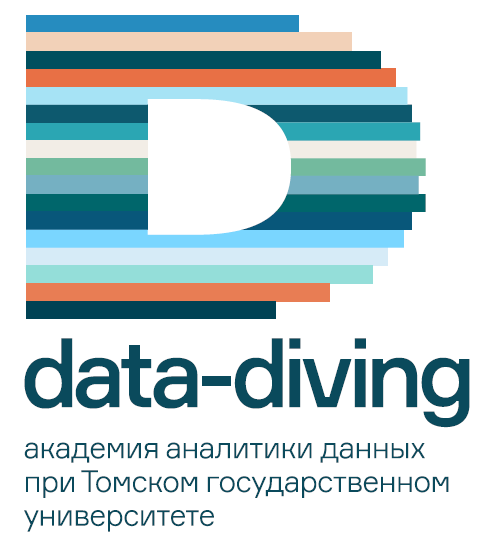 data-diving
академия аналитики данных
при Томском государственном
университете